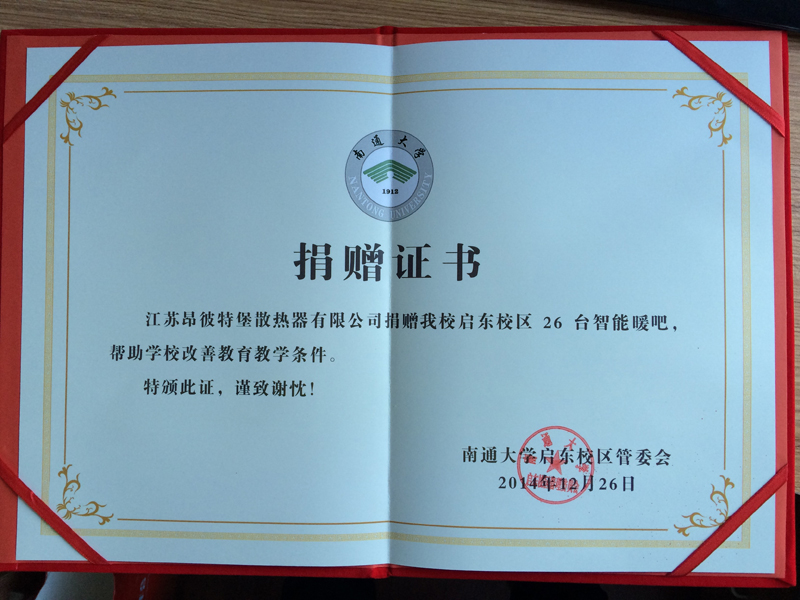 南通大学
1912
NANTONG UNIVERSITY
捐赠证书
江苏昂彼特堡散热器有限公司捐赠我校启东校区 26 台智能暖吧，
帮助学校改善教育教学条件。
特颁此证，谨致谢忱！
南通大学启东校区管委会
2014年12月26日
南通大学